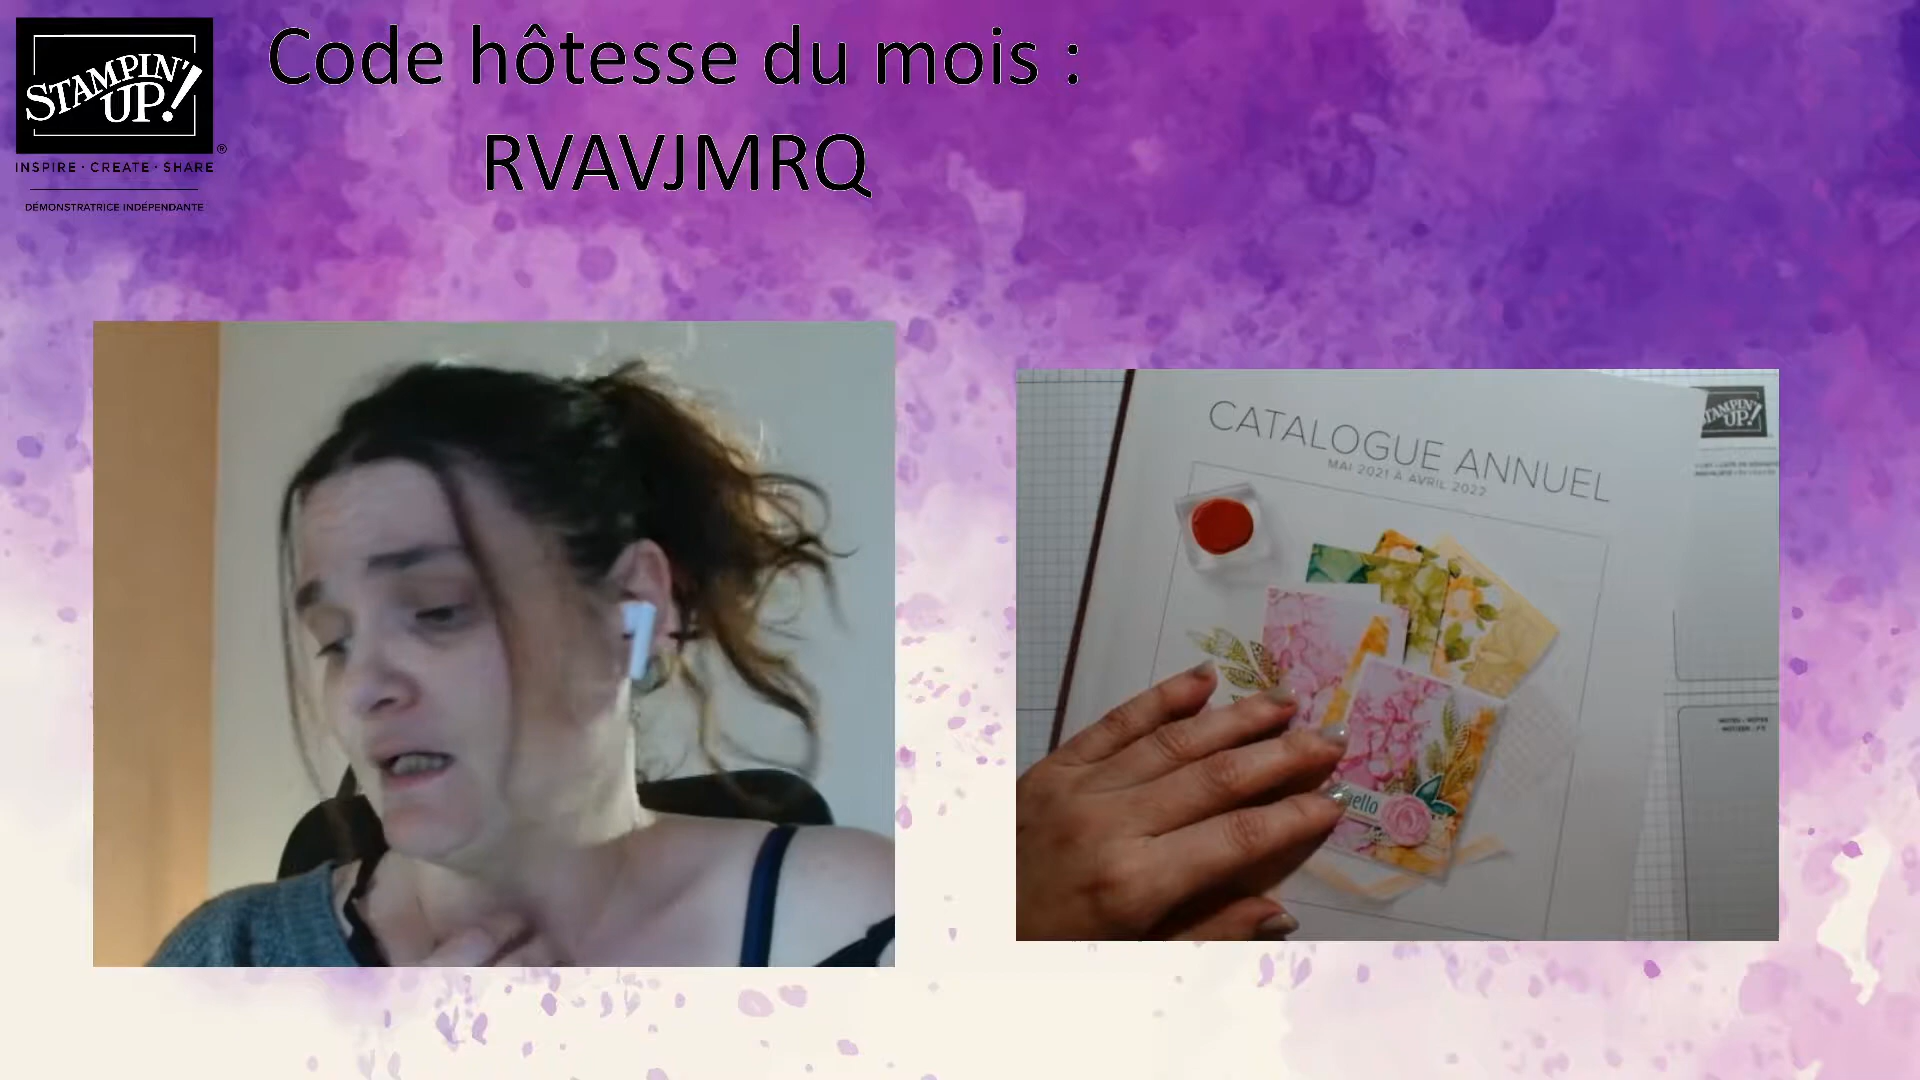 Code hôtesse du mois :
RVAVJMRQ
STAMPIN'
UP!®
INSPIRE · CREATE · SHARE
DÉMONSTRATRICE INDÉPENDANTE
CATALOGUE ANNUEL
MAI 2021 À AVRIL 2022
hello
STAMPIN'
UP!